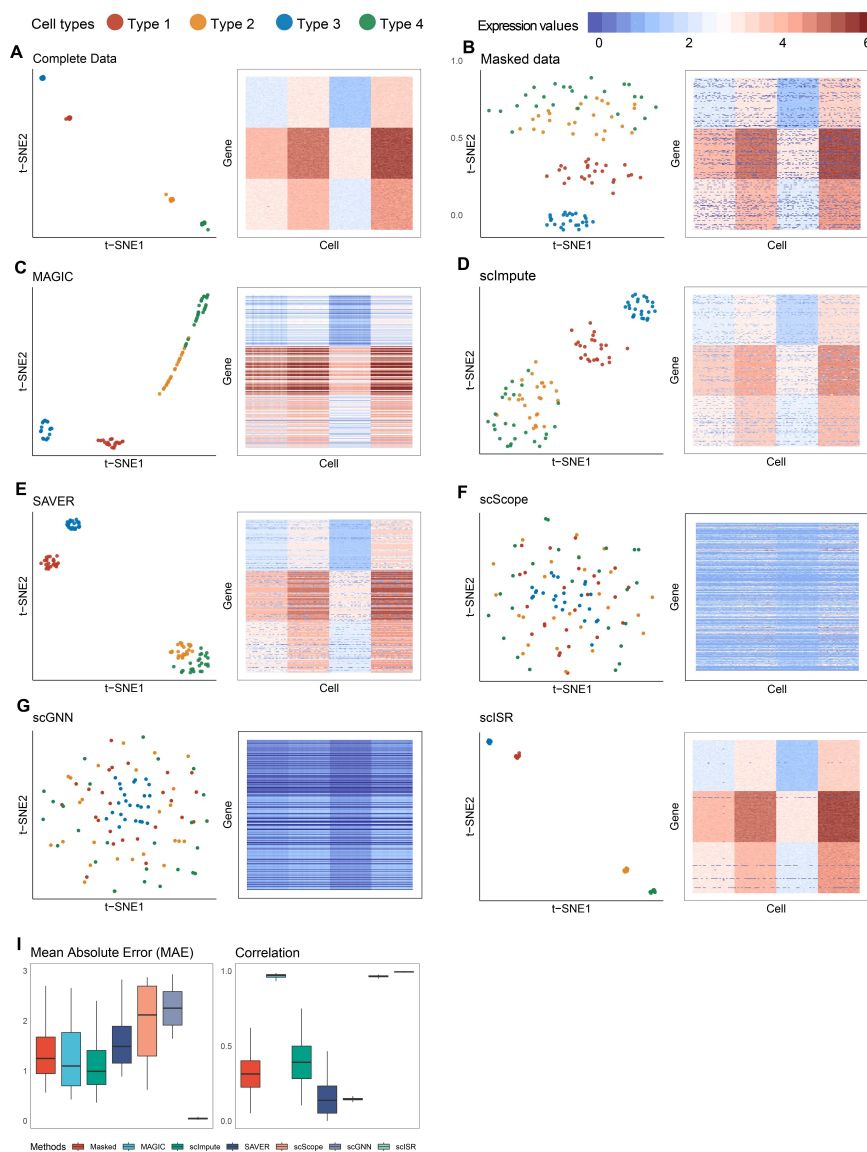 Cell types Type 1 Type 2 Type 3 Type 4 Expression values
0 2 4 6
A Complete Data
t−SNE2
t−SNE1
Gene
Cell
B Masked data
1.0
0.5
0.0
t−SNE2
t−SNE1
Gene
Cell
C MAGIC
t−SNE2
t−SNE1
Gene
Cell
D scImpute
t−SNE2
t−SNE1
Gene
Cell
E SAVER
t−SNE2
t−SNE1
Gene
Cell
F scScope
t−SNE2
t−SNE1
Gene
Cell
G scGNN
t−SNE2
t−SNE1
Gene
Cell
scISR
t−SNE2
t−SNE1
Gene
Cell
I Mean Absolute Error (MAE)
3
2
1
0
Correlation
1.0
0.5
0.0
Methods Masked MAGIC scImpute SAVER scScope scGNN scISR